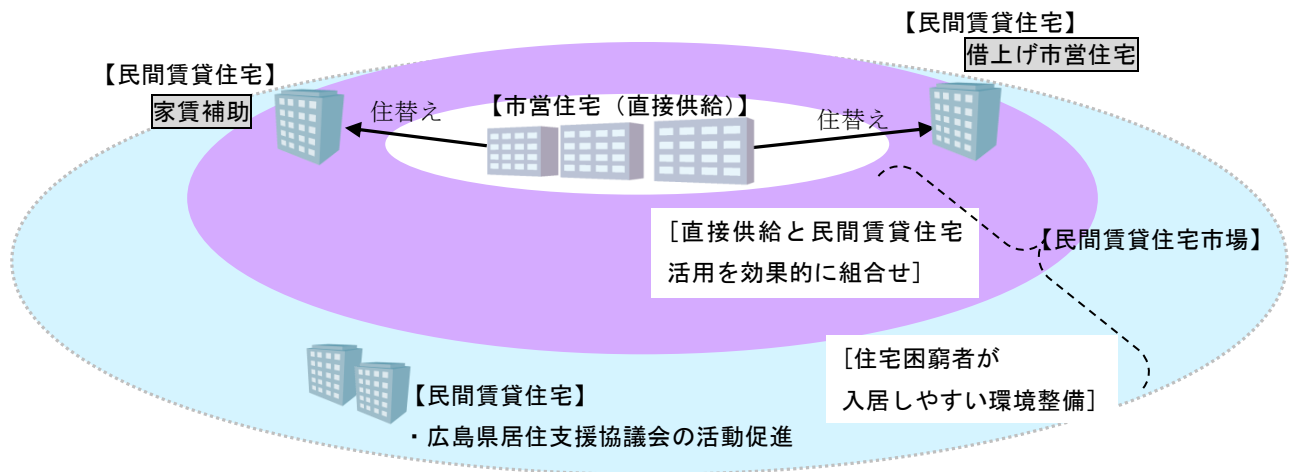 【民間賃貸住宅】
借上げ市営住宅
【民間賃貸住宅】
家賃補助
住替え
【市営住宅（直接供給）】
住替え
［直接供給と民間賃貸住宅
活用を効果的に組合せ］
【民間賃貸住宅市場】
［住宅困窮者が
入居しやすい環境整備］
【民間賃貸住宅】
・広島県居住支援協議会の活動促進